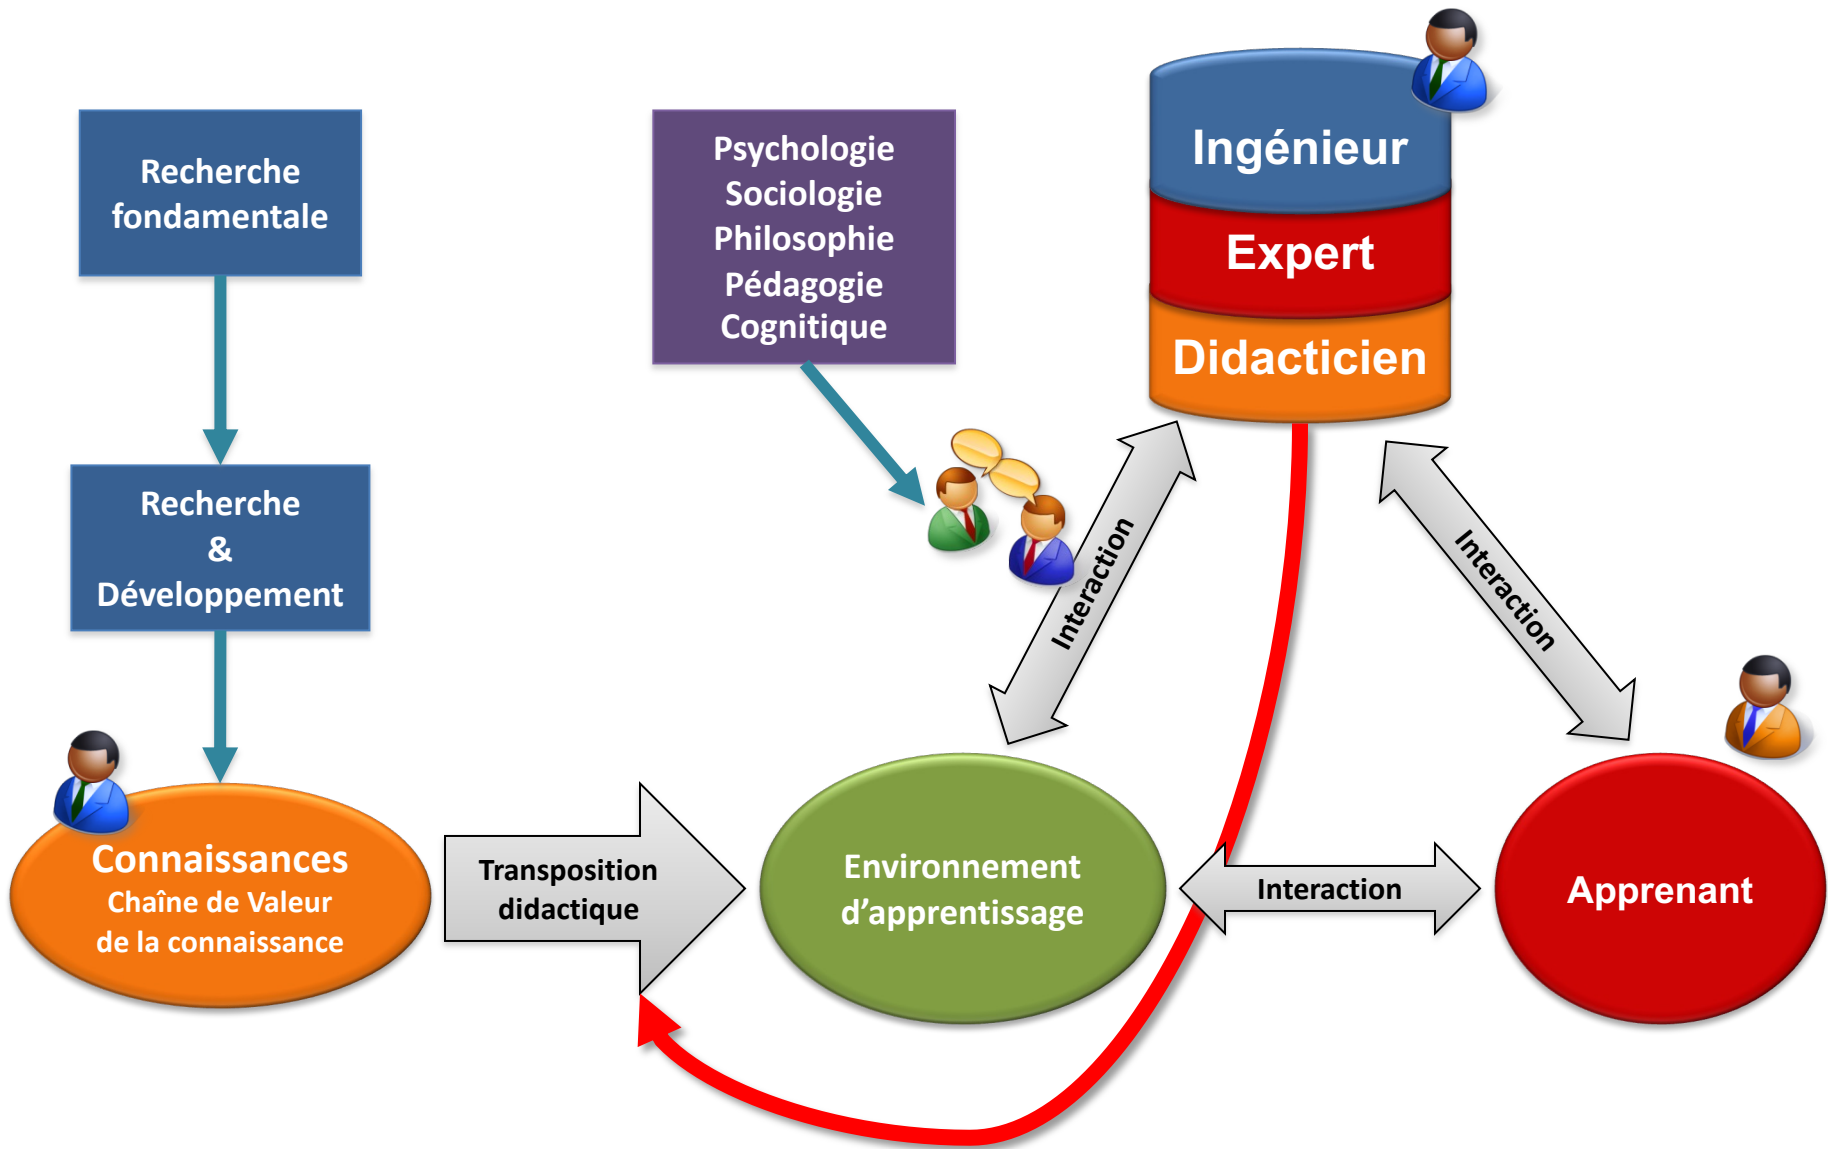 Recherche
fondamentale
Recherche
&
Développement
Connaissances
Chaîne de Valeur
de la connaissance
Transposition
didactique
Psychologie
Sociologie
Philosophie
Pédagogie
Cognitique
Ingénieur
Expert
Didacticien
Interaction
Interaction
Environnement
d’apprentissage
Interaction
Apprenant